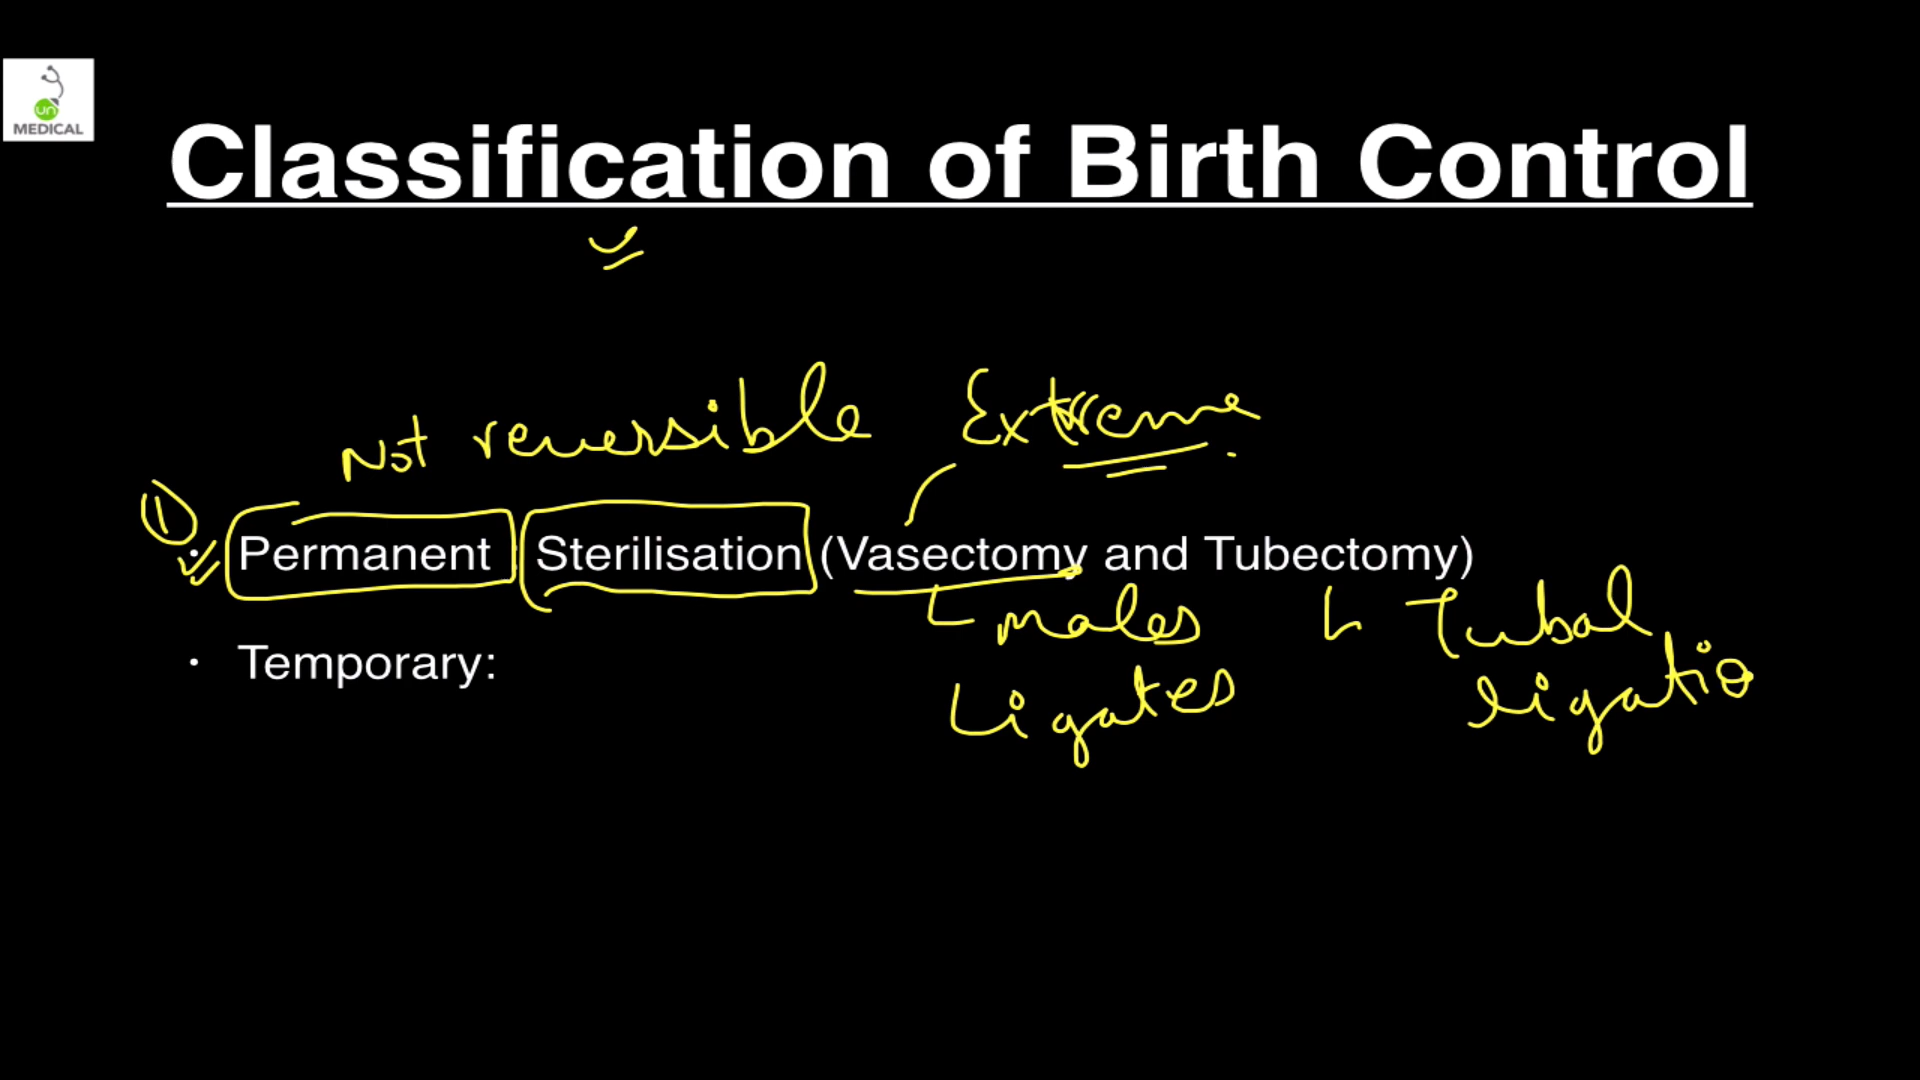 un
MEDICAL
Classification of Birth Control
Not reversible Extreme
① • Permanent: Sterilisation (Vasectomy and Tubectomy)
males Tubal
Ligates ligatio
• Temporary: